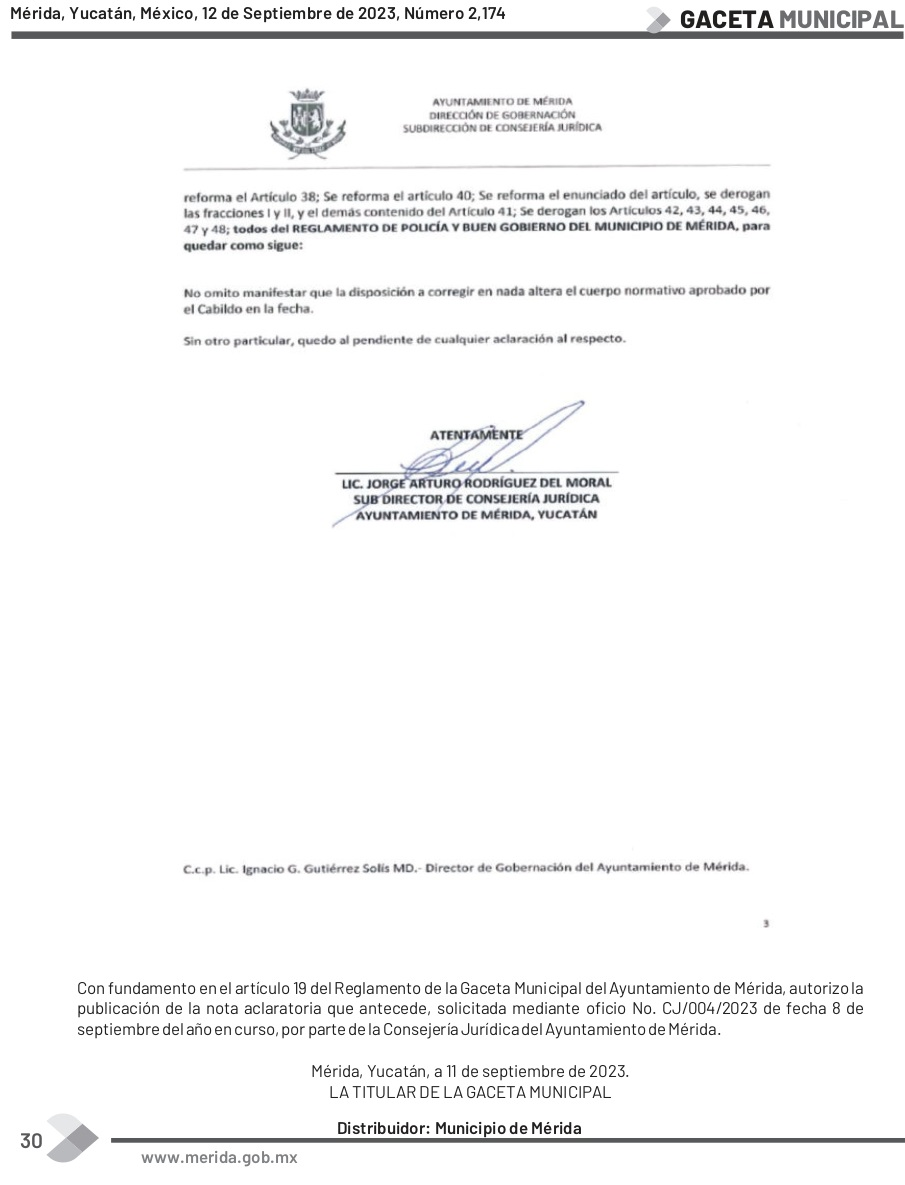 Mérida, Yucatán, México, 12 de Septiembre de 2023, Número 2,174
GACETA MUNICIPAL
AYUNTAMIENTO DE MÉRIDA
DIRECCIÓN DE GOBERNACIÓN
SUBDIRECCIÓN DE CONSEJERÍA JURÍDICA
reforma el Artículo 38; Se reforma el artículo 40; Se reforma el enunciado del artículo, se derogan
las fracciones I y II, y el demás contenido del Artículo 41; Se derogan los Artículos 42, 43, 44, 45, 46,
47 y 48; todos del REGLAMENTO DE POLICÍA Y BUEN GOBIERNO DEL MUNICIPIO DE MÉRIDA, para
quedar como sigue:
No omito manifestar que la disposición a corregir en nada altera el cuerpo normativo aprobado por
el Cabildo en la fecha.
Sin otro particular, quedo al pendiente de cualquier aclaración al respecto.
ATENTAMENTE
LIC. JORGE ARTURO RODRÍGUEZ DEL MORAL
SUB DIRECTOR DE CONSEJERÍA JURÍDICA
AYUNTAMIENTO DE MÉRIDA, YUCATÁN
C.c.p. Lic. Ignacio G. Gutiérrez Solís MD.- Director de Gobernación del Ayuntamiento de Mérida.
3
Con fundamento en el artículo 19 del Reglamento de la Gaceta Municipal del Ayuntamiento de Mérida, autorizo la
publicación de la nota aclaratoria que antecede, solicitada mediante oficio No. CJ/004/2023 de fecha 8 de
septiembre del año en curso, por parte de la Consejería Jurídica del Ayuntamiento de Mérida.
Mérida, Yucatán, a 11 de septiembre de 2023.
LA TITULAR DE LA GACETA MUNICIPAL
Distribuidor: Municipio de Mérida
30
www.merida.gob.mx